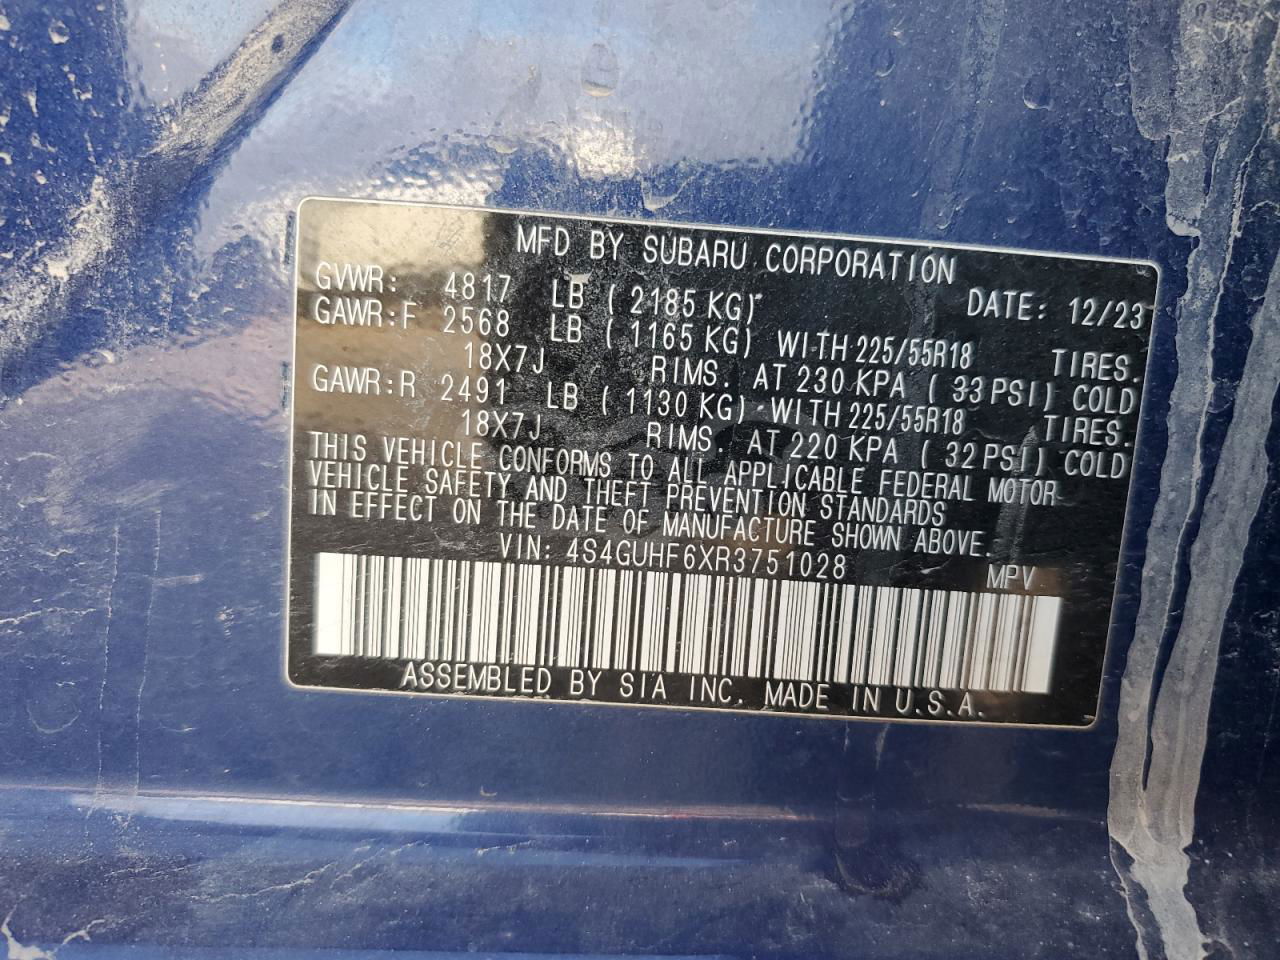 MFD BY SUBARU CORPORATION
GVWR: 4817 LB ( 2185 KG) DATE: 12/23
GAWR:F 2568 LB ( 1165 KG) WITH 225/55R18 TIRES.
18X7J RIMS. AT 230 KPA ( 33 PSI) COLD
GAWR:R 2491 LB ( 1130 KG) WITH 225/55R18 TIRES.
18X7J RIMS. AT 220 KPA ( 32 PSI) COLD
THIS VEHICLE CONFORMS TO ALL APPLICABLE FEDERAL MOTOR
VEHICLE SAFETY AND THEFT PREVENTION STANDARDS
IN EFFECT ON THE DATE OF MANUFACTURE SHOWN ABOVE.
VIN: 4S4GUHF6XR3751028 MPV
ASSEMBLED BY SIA INC. MADE IN U.S.A.